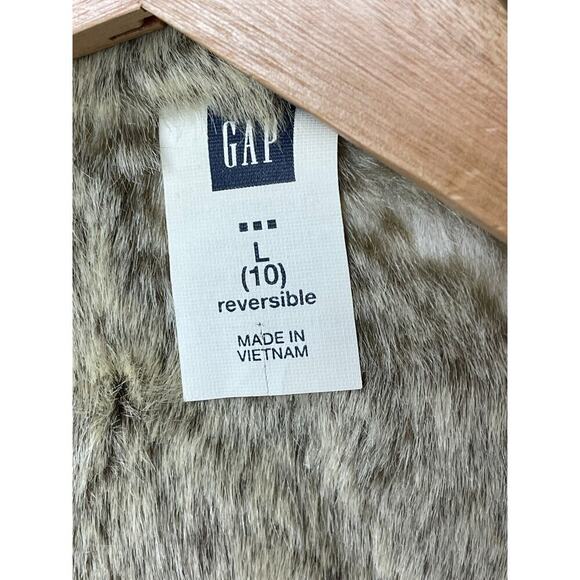 GAP
L
(10)
reversible
MADE IN
VIETNAM